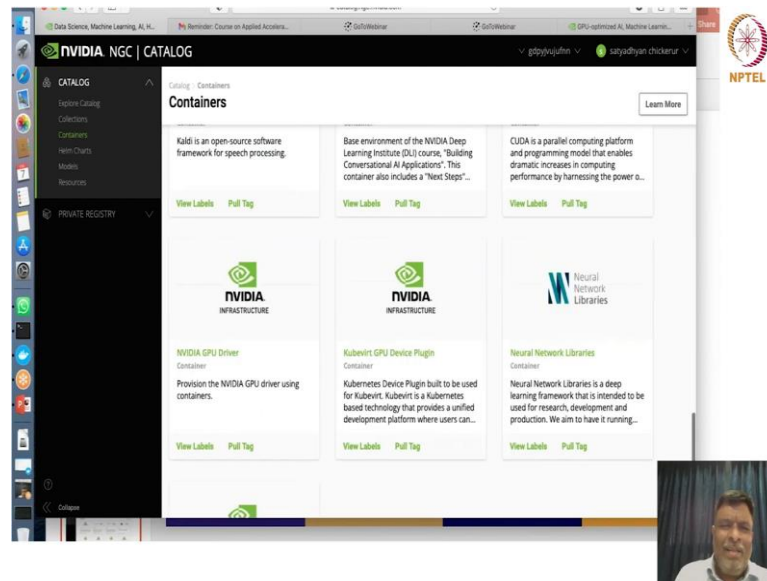 Data Science, Machine Learning, AI, H...
Reminder: Course on Applied Accelera...
GoToWebinar
GoToWebinar
GPU-optimized AI, Machine Learnin...
Share
NVIDIA. NGC | CATALOG
gdpyjvujufnn
satyadhyan chickerur
NPTEL
CATALOG
Explore Catalog
Collections
Containers
Helm Charts
Models
Resources
PRIVATE REGISTRY
Collapse
Catalog > Containers
Containers
Learn More
Kaldi is an open-source software
framework for speech processing.
View Labels Pull Tag
Base environment of the NVIDIA Deep
Learning Institute (DLI) course, "Building
Conversational AI Applications". This
container also includes a "Next Steps"...
View Labels Pull Tag
CUDA is a parallel computing platform
and programming model that enables
dramatic increases in computing
performance by harnessing the power o...
View Labels Pull Tag
NVIDIA.
INFRASTRUCTURE
NVIDIA GPU Driver
Container
Provision the NVIDIA GPU driver using
containers.
View Labels Pull Tag
NVIDIA.
INFRASTRUCTURE
Kubevirt GPU Device Plugin
Container
Kubernetes Device Plugin built to be used
for Kubevirt. Kubevirt is a Kubernetes
based technology that provides a unified
development platform where users can...
View Labels Pull Tag
Neural
Network
Libraries
Neural Network Libraries
Container
Neural Network Libraries is a deep
learning framework that is intended to be
used for research, development and
production. We aim to have it running...
View Labels Pull Tag